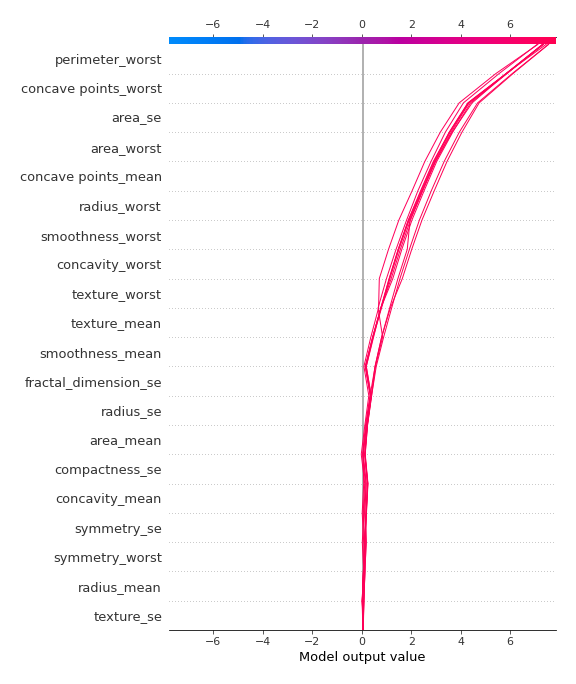 −6 −4 −2 0 2 4 6
perimeter_worst
concave points_worst
area_se
area_worst
concave points_mean
radius_worst
smoothness_worst
concavity_worst
texture_worst
texture_mean
smoothness_mean
fractal_dimension_se
radius_se
area_mean
compactness_se
concavity_mean
symmetry_se
symmetry_worst
radius_mean
texture_se
−6 −4 −2 0 2 4 6
Model output value